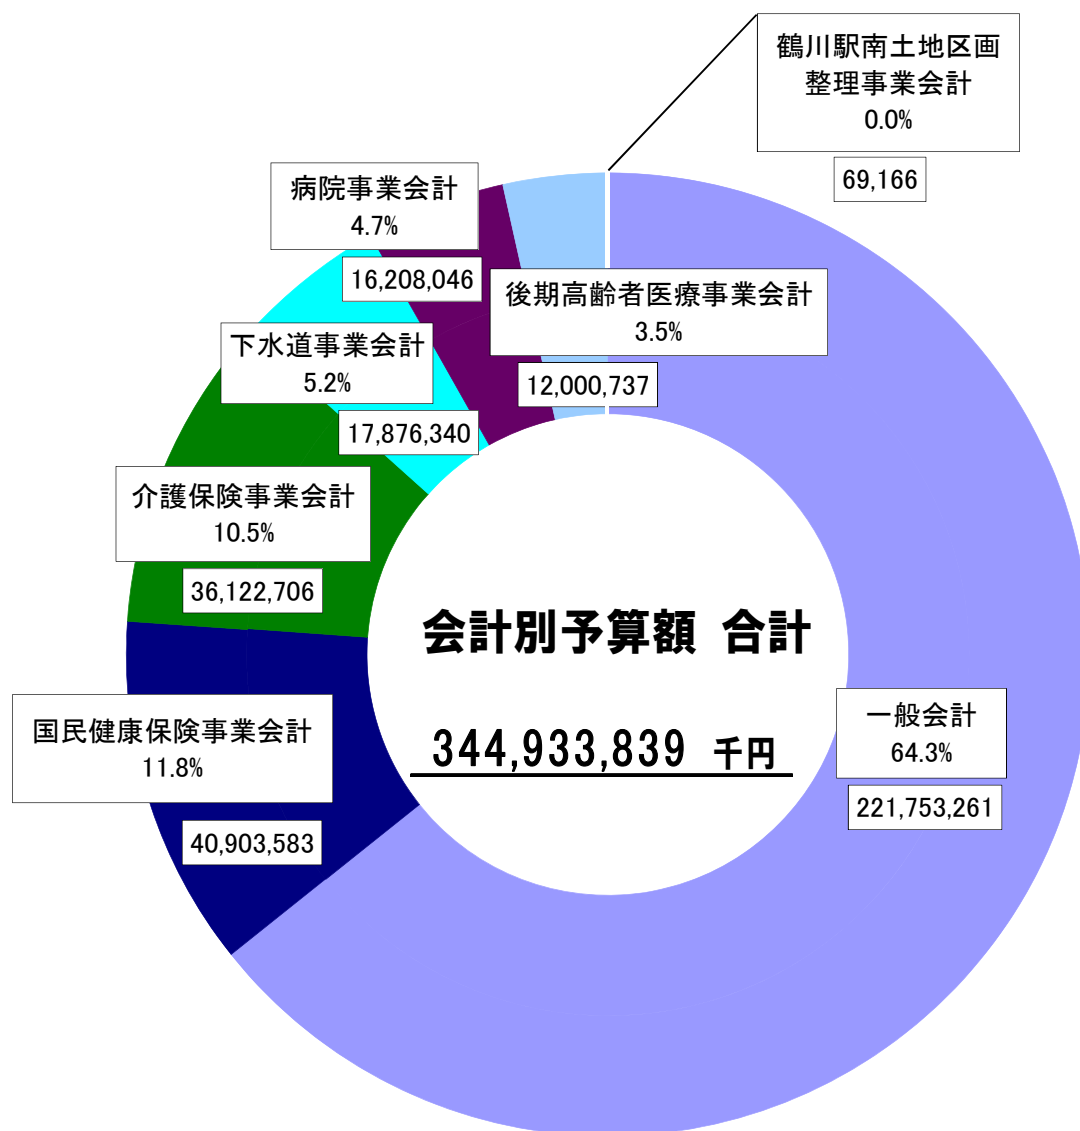 鶴川駅南土地区画
整理事業会計
0.0%
69,166
病院事業会計
4.7%
16,208,046
後期高齢者医療事業会計
3.5%
12,000,737
下水道事業会計
5.2%
17,876,340
介護保険事業会計
10.5%
36,122,706
会計別予算額 合計
344,933,839 千円
国民健康保険事業会計
11.8%
40,903,583
一般会計
64.3%
221,753,261